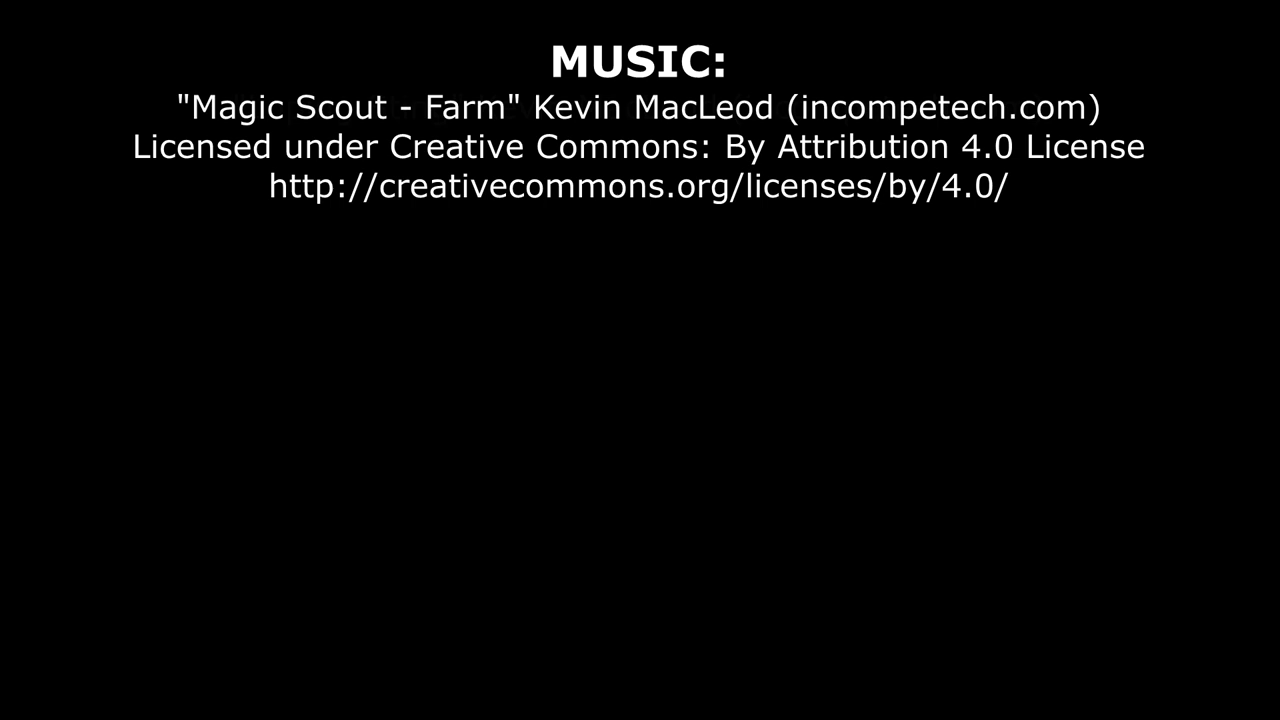 MUSIC:
"Magic Scout - Farm" Kevin MacLeod (incompetech.com)
Licensed under Creative Commons: By Attribution 4.0 License
http://creativecommons.org/licenses/by/4.0/